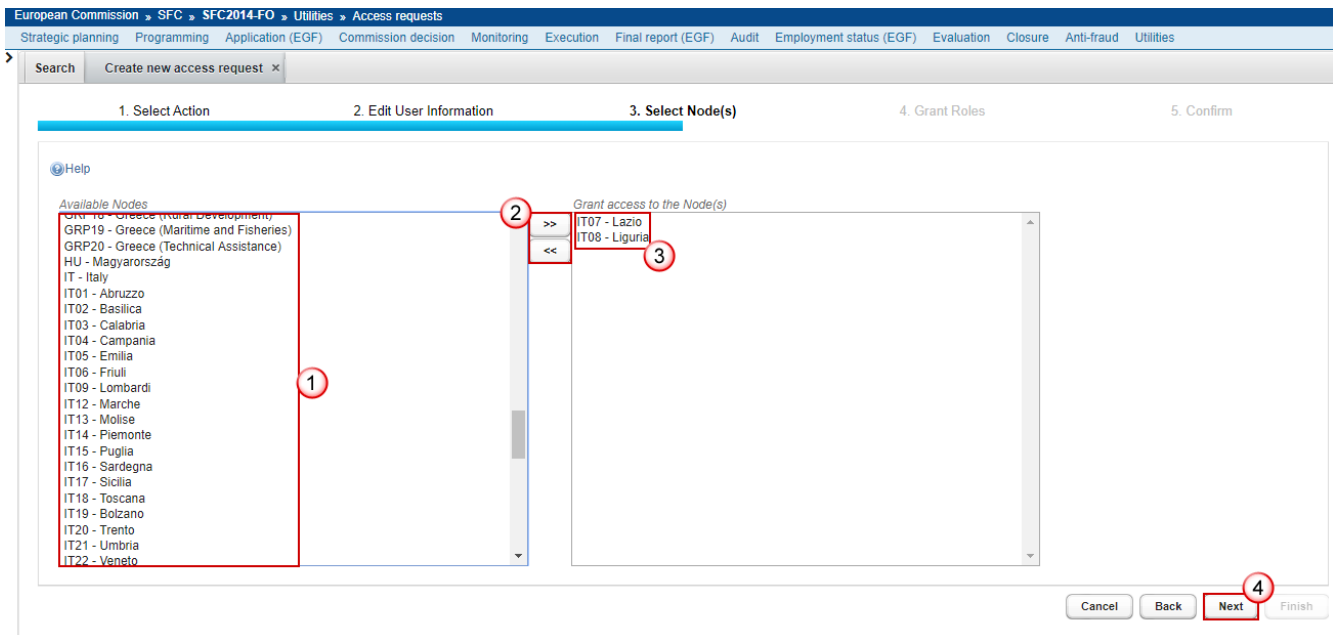 European Commission » SFC » SFC2014-FO » Utilities » Access requests
Strategic planning Programming Application (EGF) Commission decision Monitoring Execution Final report (EGF) Audit Employment status (EGF) Evaluation Closure Anti-fraud Utilities
Search Create new access request ×
1. Select Action 2. Edit User Information 3. Select Node(s) 4. Grant Roles 5. Confirm
Help
Available Nodes
GRP18 - Greece (Rural Development)
GRP19 - Greece (Maritime and Fisheries)
GRP20 - Greece (Technical Assistance)
HU - Magyarország
IT - Italy
IT01 - Abruzzo
IT02 - Basilica
IT03 - Calabria
IT04 - Campania
IT05 - Emilia
IT06 - Friuli
IT09 - Lombardi
IT12 - Marche
IT13 - Molise
IT14 - Piemonte
IT15 - Puglia
IT16 - Sardegna
IT17 - Sicilia
IT18 - Toscana
IT19 - Bolzano
IT20 - Trento
IT21 - Umbria
IT22 - Veneto
1
2
>>
<<
Grant access to the Node(s)
IT07 - Lazio
IT08 - Liguria
3
4
Cancel Back Next Finish